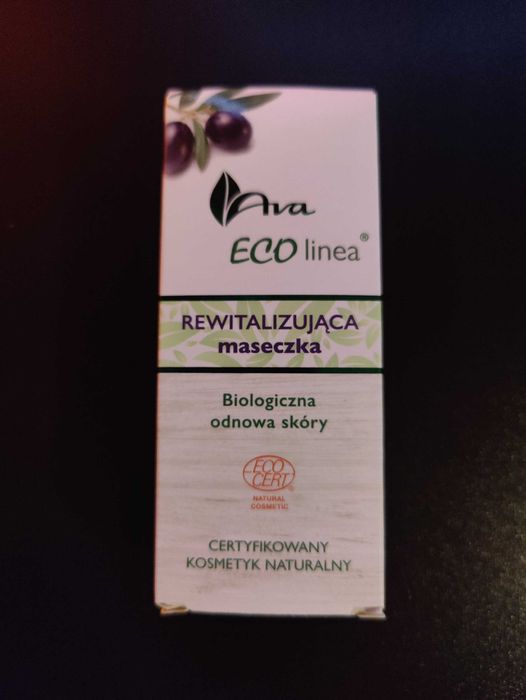 Ava
ECO linea®
REWITALIZUJĄCA
maseczka
Biologiczna
odnowa skóry
ECO
CERT
NATURAL
COSMETIC
CERTYFIKOWANY
KOSMETYK NATURALNY